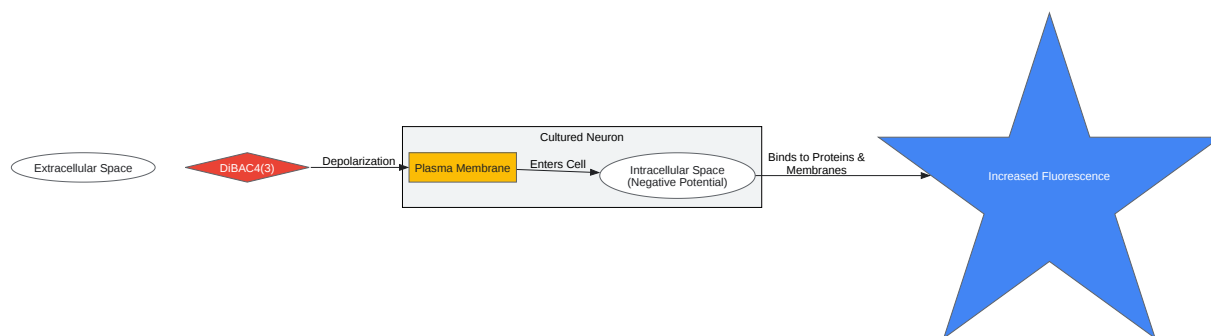 Extracellular Space
DiBAC4(3)
Depolarization
Cultured Neuron
Plasma Membrane
Enters Cell
Intracellular Space
(Negative Potential)
Binds to Proteins &
Membranes
Increased Fluorescence